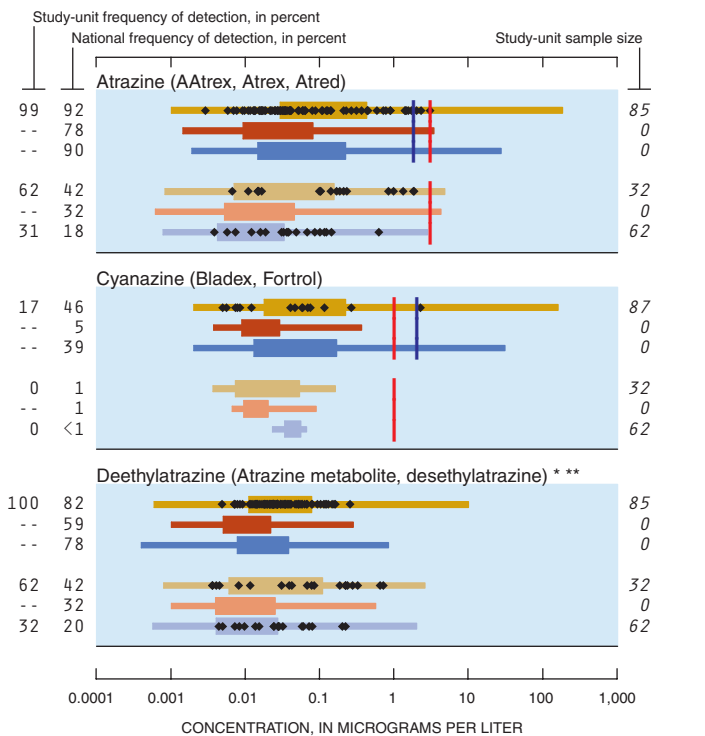 Study-unit frequency of detection, in percent
National frequency of detection, in percent Study-unit sample size
Atrazine (AAtrex, Atrex, Atred)
99 92 85
-- 78 0
-- 90 0
62 42 32
-- 32 0
31 18 62
Cyanazine (Bladex, Fortrol)
17 46 87
-- 5 0
-- 39 0
0 1 32
-- 1 0
0 <1 62
Deethylatrazine (Atrazine metabolite, desethylatrazine) * **
100 82 85
-- 59 0
-- 78 0
62 42 32
-- 32 0
32 20 62
0.0001 0.001 0.01 0.1 1 10 100 1,000
CONCENTRATION, IN MICROGRAMS PER LITER